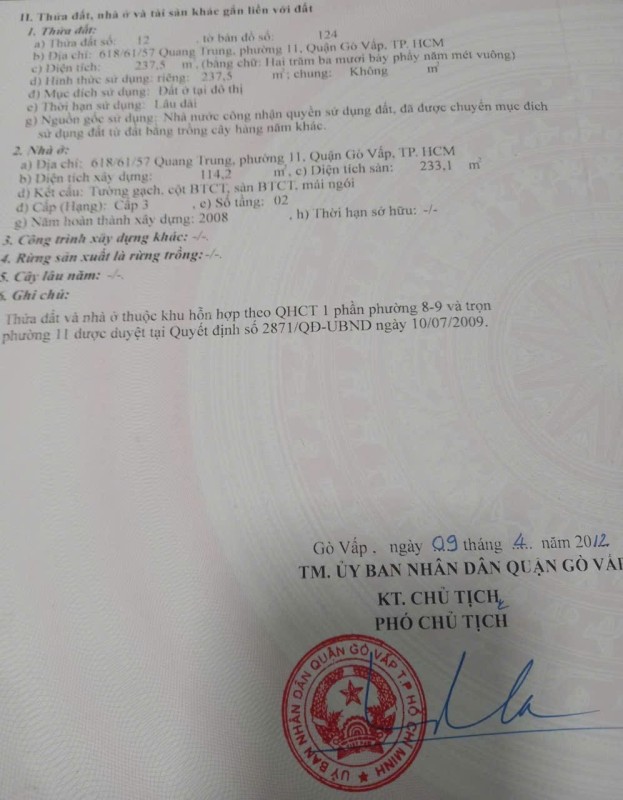 II. Thửa đất, nhà ở và tài sản khác gắn liền với đất
1. Thửa đất:
a) Thửa đất số: 12 , tờ bản đồ số: 124
b) Địa chỉ: 618/61/57 Quang Trung, phường 11, Quận Gò Vấp, TP. HCM
c) Diện tích: 237,5 m², (bằng chữ: Hai trăm ba mươi bảy phẩy năm mét vuông)
d) Hình thức sử dụng: riêng: 237,5 m²; chung: Không m²
đ) Mục đích sử dụng: Đất ở tại đô thị
e) Thời hạn sử dụng: Lâu dài
g) Nguồn gốc sử dụng: Nhà nước công nhận quyền sử dụng đất, đã được chuyển mục đích
sử dụng đất từ đất bằng trồng cây hàng năm khác.
2. Nhà ở:
a) Địa chỉ: 618/61/57 Quang Trung, phường 11, Quận Gò Vấp, TP. HCM
b) Diện tích xây dựng: 114,2 m², c) Diện tích sàn: 233,1 m²
d) Kết cấu: Tường gạch, cột BTCT, sàn BTCT, mái ngói
đ) Cấp (Hạng): Cấp 3 , e) Số tầng: 02
g) Năm hoàn thành xây dựng: 2008 , h) Thời hạn sở hữu: -/-
3. Công trình xây dựng khác: -/-.
4. Rừng sản xuất là rừng trồng: -/-.
5. Cây lâu năm: -/-.
6. Ghi chú:
Thửa đất và nhà ở thuộc khu hỗn hợp theo QHCT 1 phần phường 8-9 và trọn
phường 11 được duyệt tại Quyết định số 2871/QĐ-UBND ngày 10/07/2009.
Gò Vấp , ngày 09 tháng 4 . năm 2012.
TM. ỦY BAN NHÂN DÂN QUẬN GÒ VẤP
KT. CHỦ TỊCH
PHÓ CHỦ TỊCH
ỦY BAN NHÂN DÂN QUẬN GÒ VẤP T.P HỒ CHÍ MINH